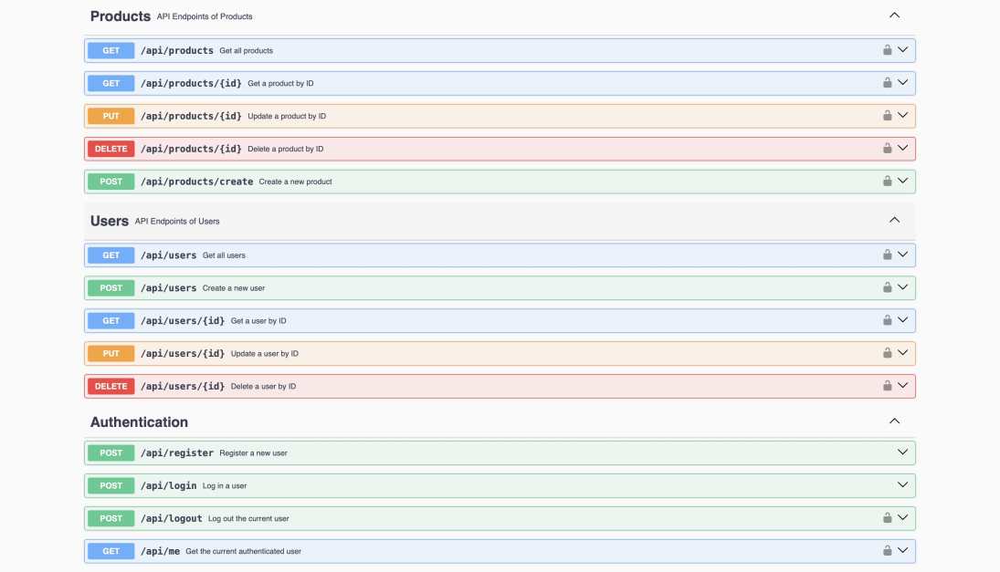 Products API Endpoints of Products
GET /api/products Get all products
GET /api/products/{id} Get a product by ID
PUT /api/products/{id} Update a product by ID
DELETE /api/products/{id} Delete a product by ID
POST /api/products/create Create a new product
Users API Endpoints of Users
GET /api/users Get all users
POST /api/users Create a new user
GET /api/users/{id} Get a user by ID
PUT /api/users/{id} Update a user by ID
DELETE /api/users/{id} Delete a user by ID
Authentication
POST /api/register Register a new user
POST /api/login Log in a user
POST /api/logout Log out the current user
GET /api/me Get the current authenticated user